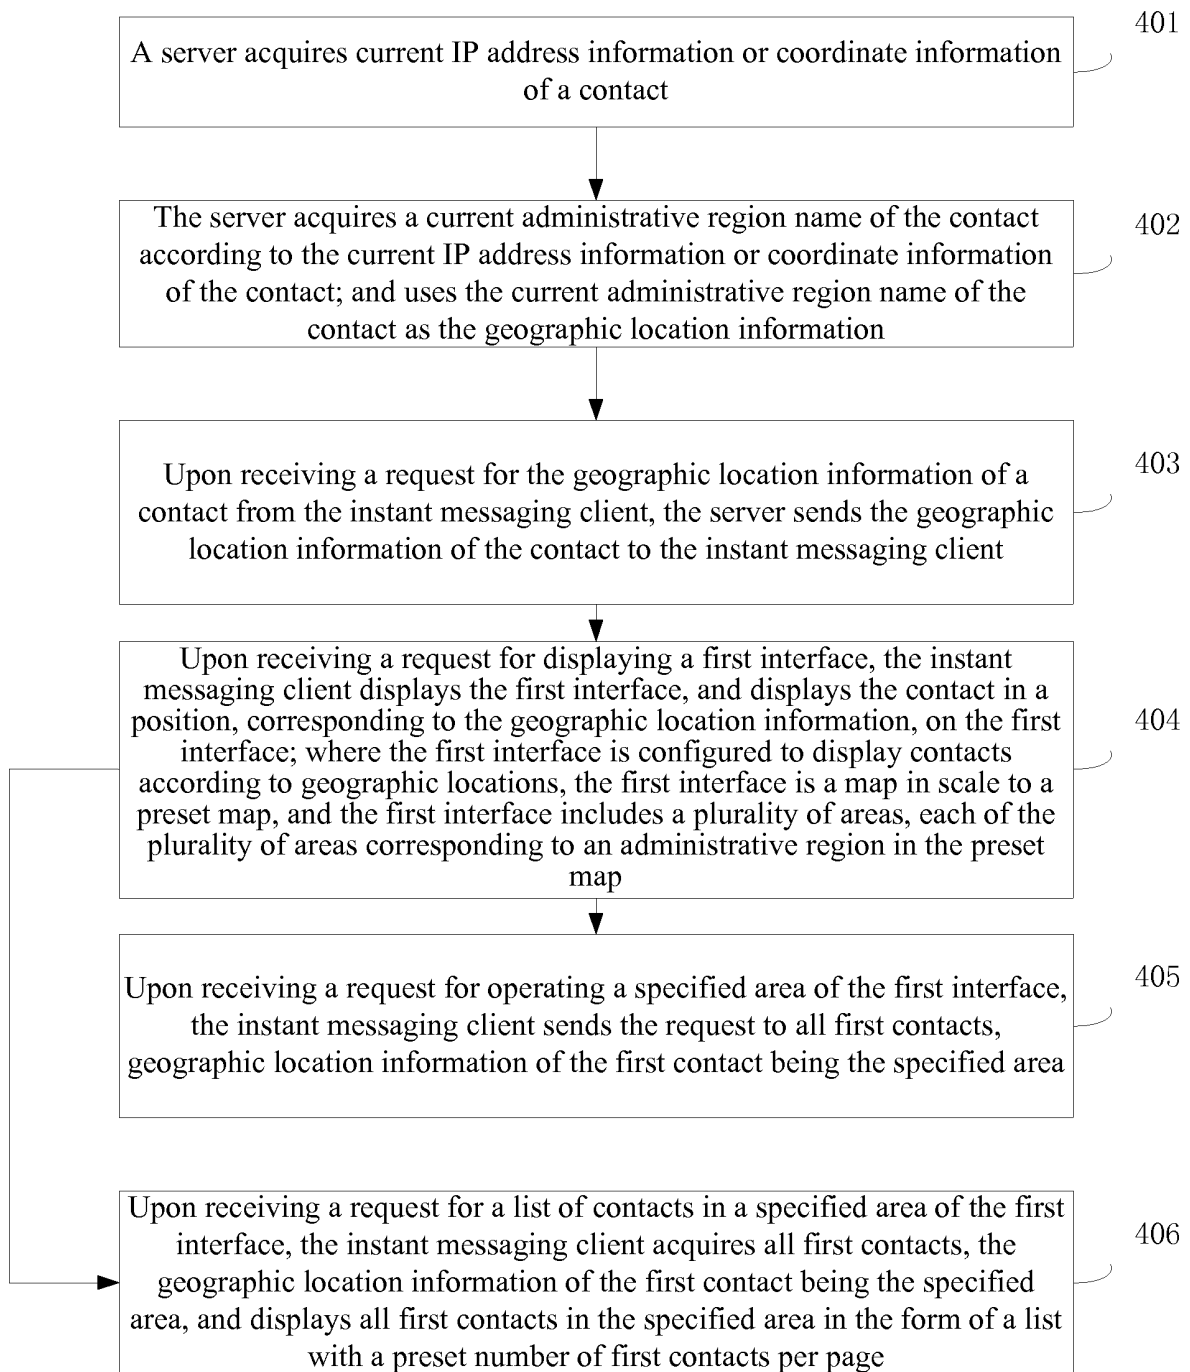 401
A server acquires current IP address information or coordinate information
of a contact
402
The server acquires a current administrative region name of the contact
according to the current IP address information or coordinate information
of the contact; and uses the current administrative region name of the
contact as the geographic location information
403
Upon receiving a request for the geographic location information of a
contact from the instant messaging client, the server sends the geographic
location information of the contact to the instant messaging client
404
Upon receiving a request for displaying a first interface, the instant
messaging client displays the first interface, and displays the contact in a
position, corresponding to the geographic location information, on the first
interface; where the first interface is configured to display contacts
according to geographic locations, the first interface is a map in scale to a
preset map, and the first interface includes a plurality of areas, each of the
plurality of areas corresponding to an administrative region in the preset
map
405
Upon receiving a request for operating a specified area of the first interface,
the instant messaging client sends the request to all first contacts,
geographic location information of the first contact being the specified area
406
Upon receiving a request for a list of contacts in a specified area of the first
interface, the instant messaging client acquires all first contacts, the
geographic location information of the first contact being the specified
area, and displays all first contacts in the specified area in the form of a list
with a preset number of first contacts per page